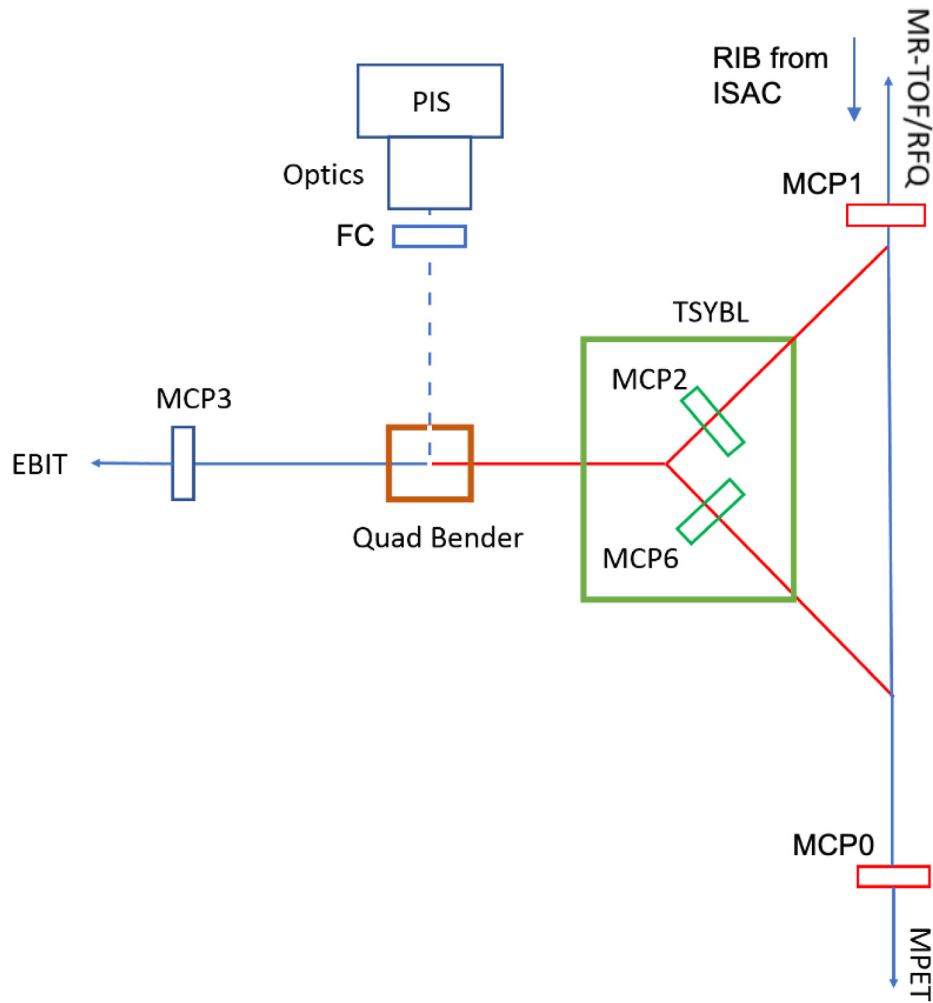 RIB from
ISAC
MR-TOF/RFQ
PIS
Optics
MCP1
FC
TSYBL
MCP2
MCP3
EBIT
Quad Bender
MCP6
MCP0
MPET